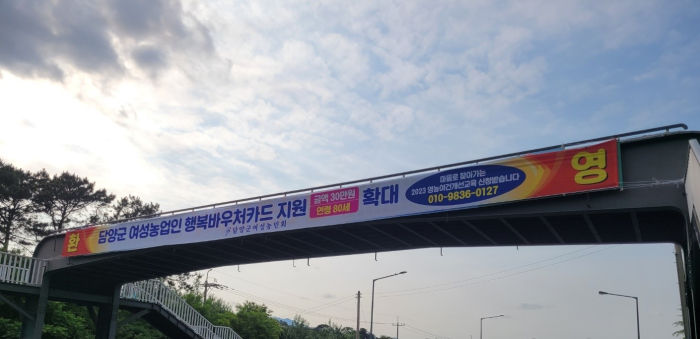 환 담양군 여성농업인 행복바우처카드 지원 확대 영
금액 30만원
연령 80세
마을로 찾아가는
2023 영농여건개선교육 신청받습니다
010-9836-0127
담양군여성농민회